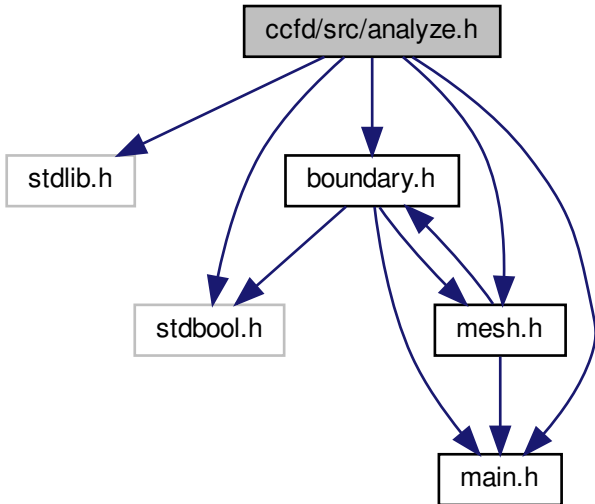 ccfd/src/analyze.h
stdlib.h
boundary.h
stdbool.h
mesh.h
main.h